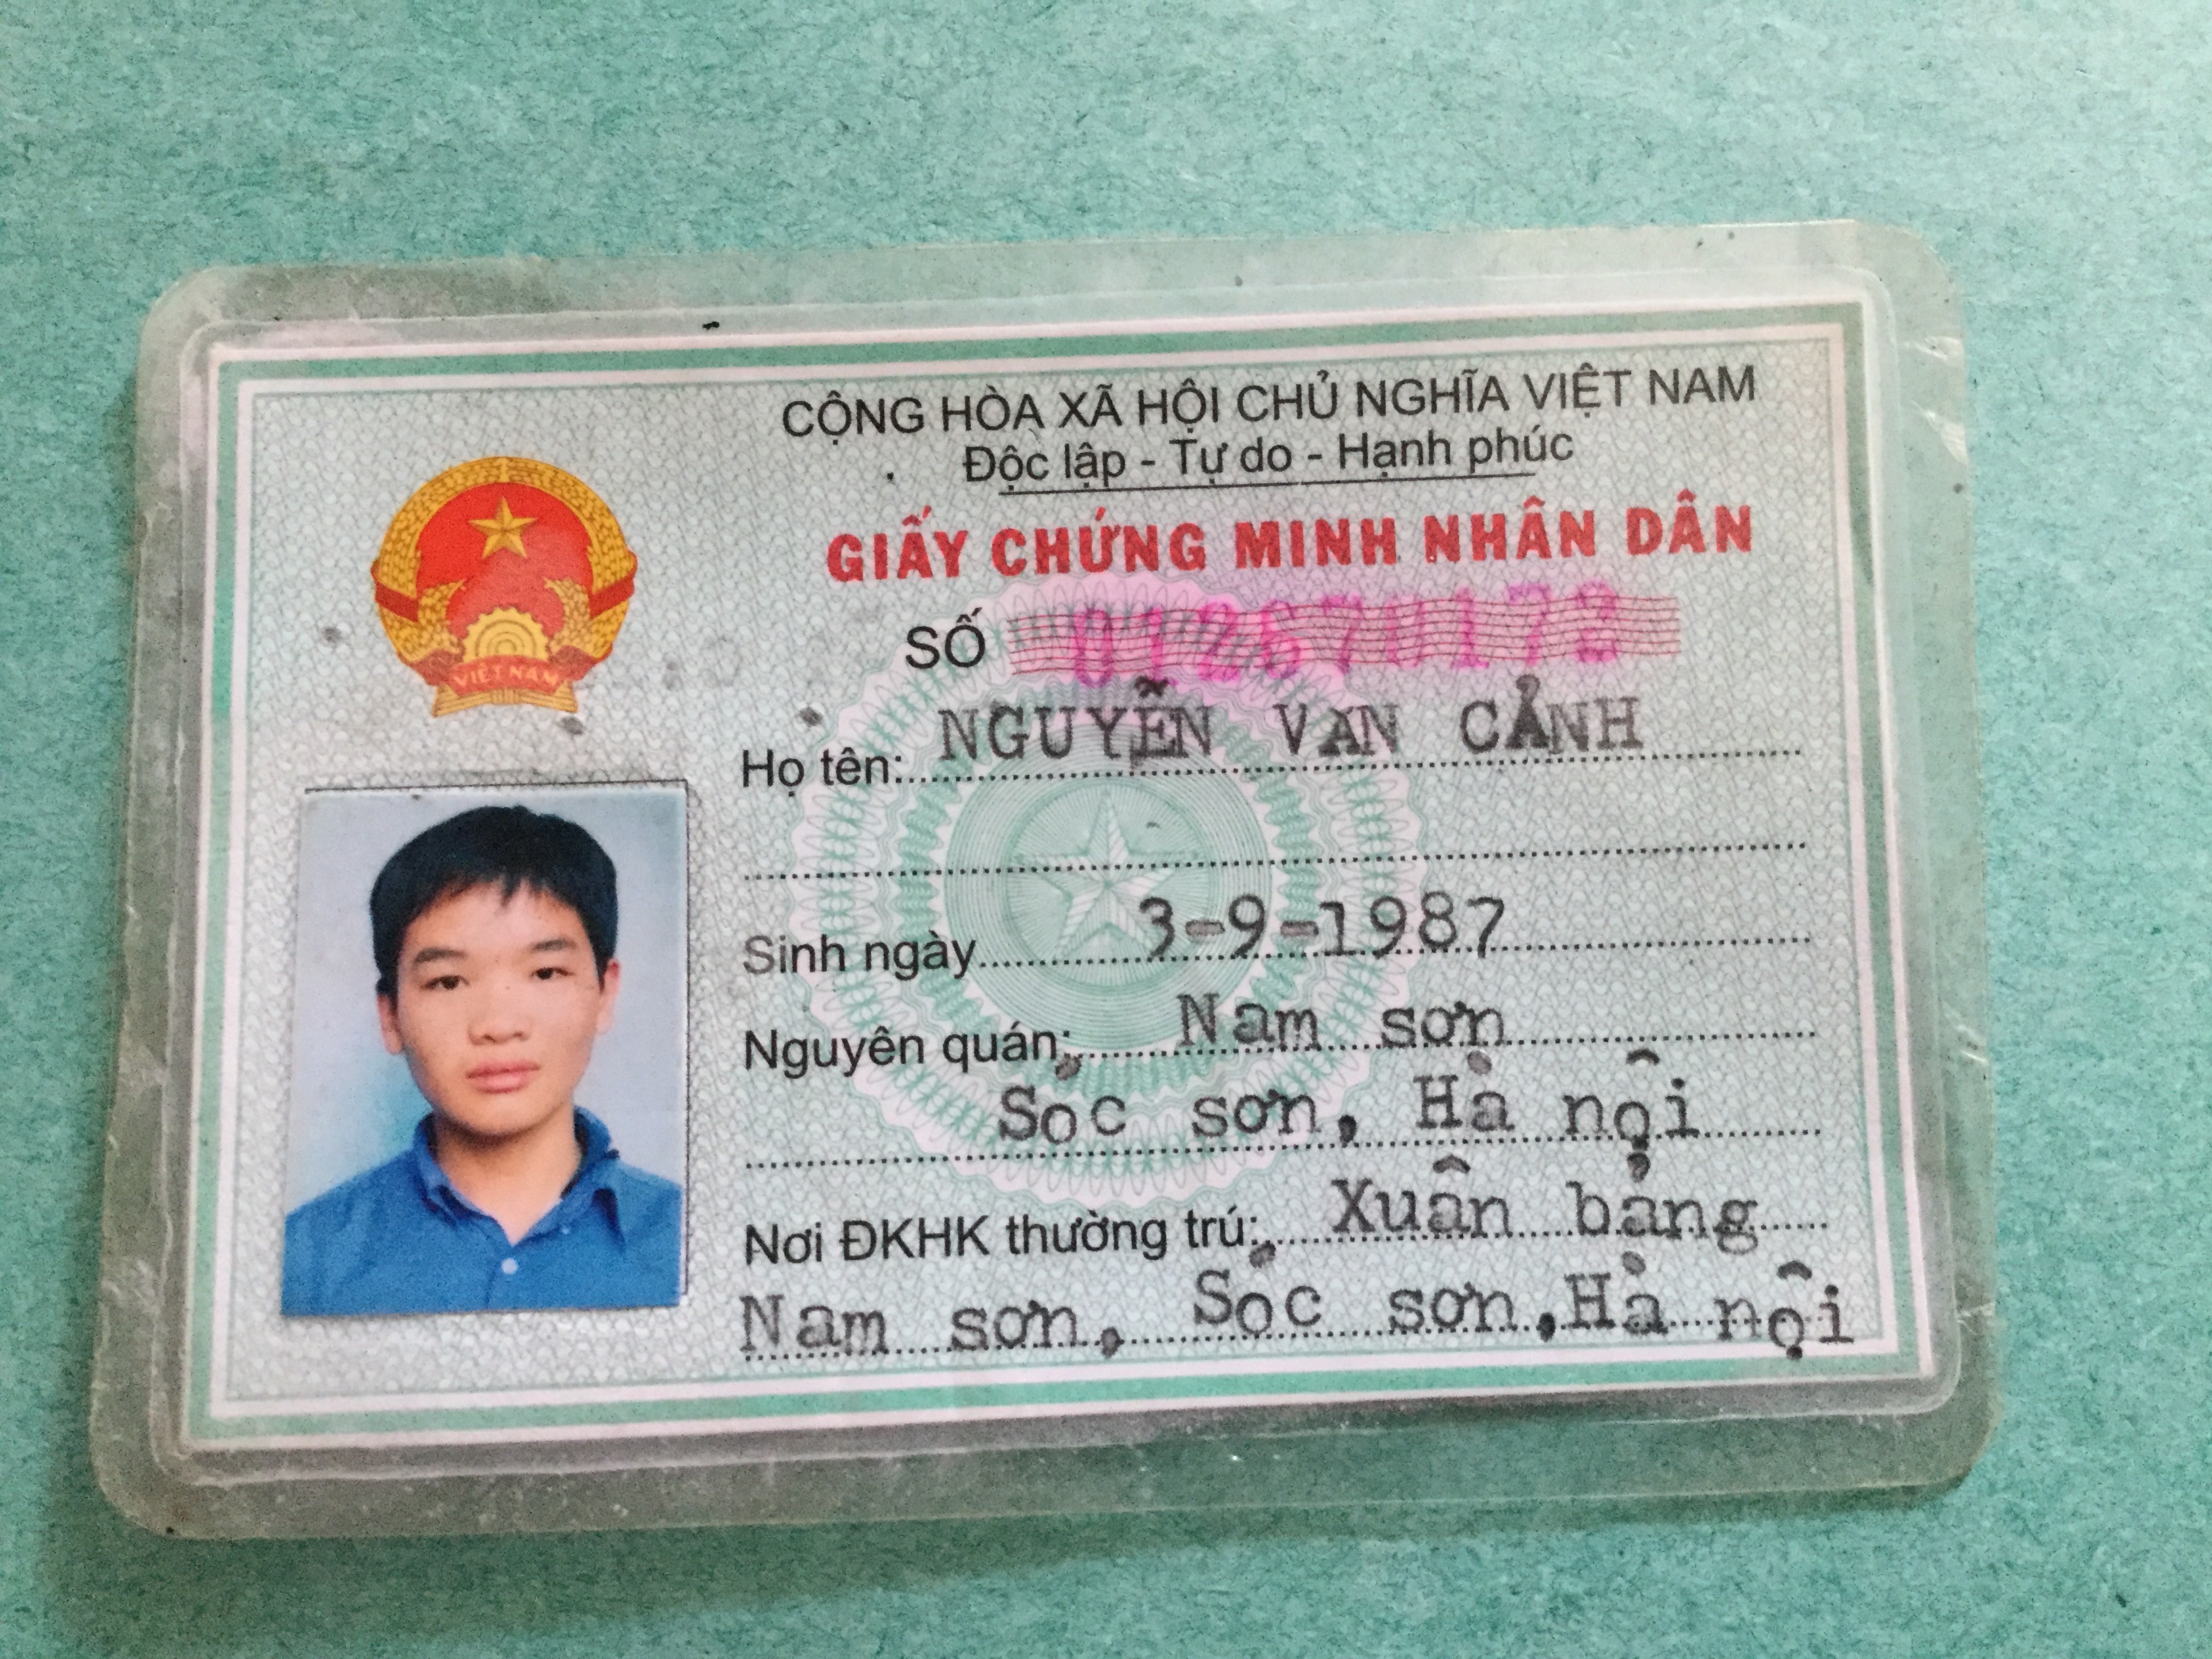 CỘNG HÒA XÃ HỘI CHỦ NGHĨA VIỆT NAM
Độc lập - Tự do - Hạnh phúc
GIẤY CHỨNG MINH NHÂN DÂN
SỐ 012670172
VIỆT NAM
Họ tên: NGUYỄN VAN CẢNH
Sinh ngày 3-9-1987
Nguyên quán: Nam sơn
Sóc sơn, Hà nội
Nơi ĐKHK thường trú: Xuân bảng
Nam sơn, Sóc sơn, Hà nội